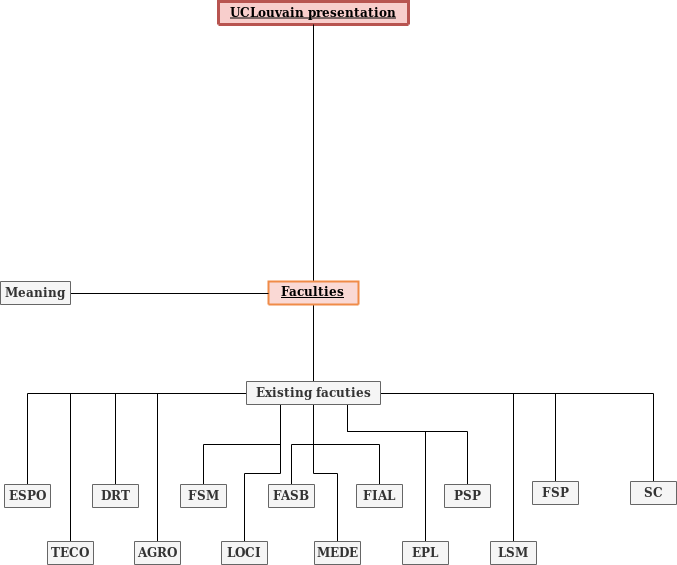 UCLouvain presentation
Faculties
Meaning
Existing facuties
ESPO
DRT
FSM
FASB
FIAL
PSP
FSP
SC
TECO
AGRO
LOCI
MEDE
EPL
LSM